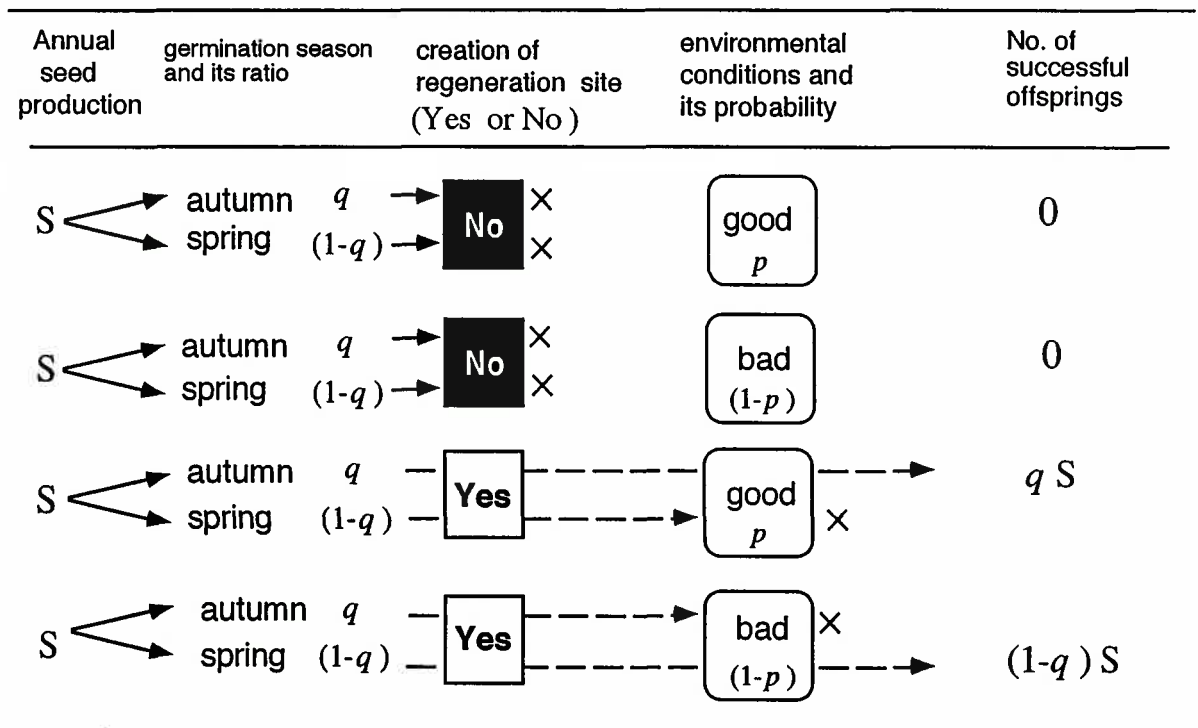 Annual seed production
germination season and its ratio
creation of regeneration site (Yes or No)
environmental conditions and its probability
No. of successful offsprings
S autumn q No × good p 0
spring (1-q) ×
S autumn q No × bad (1-p) 0
spring (1-q) ×
S autumn q Yes good p q S
spring (1-q) ×
S autumn q Yes bad (1-p) × (1-q) S
spring (1-q)